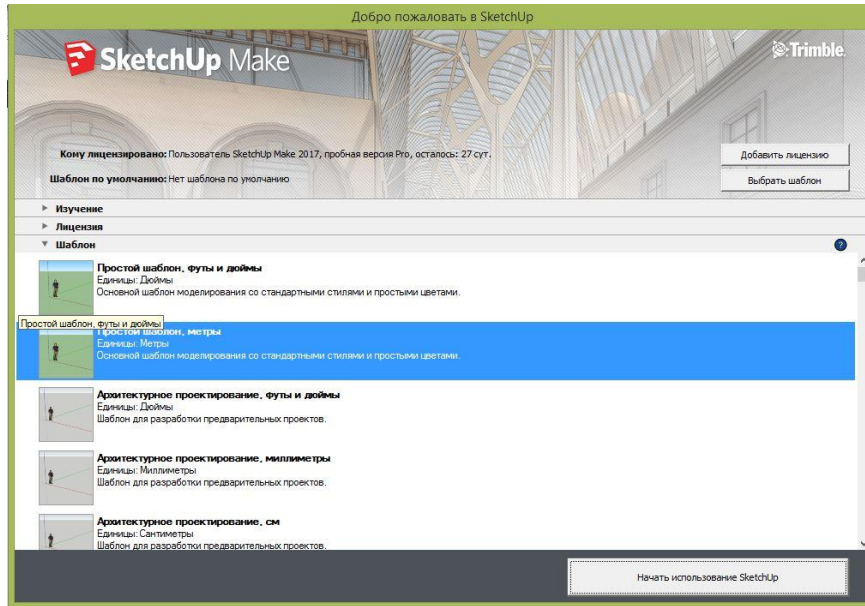 Добро пожаловать в SketchUp
SketchUp Make
Trimble
Кому лицензировано: Пользователь SketchUp Make 2017, пробная версия Pro, осталось: 27 сут.
Добавить лицензию
Шаблон по умолчанию: Нет шаблона по умолчанию
Выбрать шаблон
Изучение
Лицензия
Шаблон
?
Простой шаблон, футы и дюймы
Единицы: Дюймы
Основной шаблон моделирования со стандартными стилями и простыми цветами.
Простой шаблон, футы и дюймы
Простой шаблон, метры
Единицы: Метры
Основной шаблон моделирования со стандартными стилями и простыми цветами.
Архитектурное проектирование, футы и дюймы
Единицы: Дюймы
Шаблон для разработки предварительных проектов.
Архитектурное проектирование, миллиметры
Единицы: Миллиметры
Шаблон для разработки предварительных проектов.
Архитектурное проектирование, см
Единицы: Сантиметры
Шаблон для разработки предварительных проектов.
Начать использование SketchUp